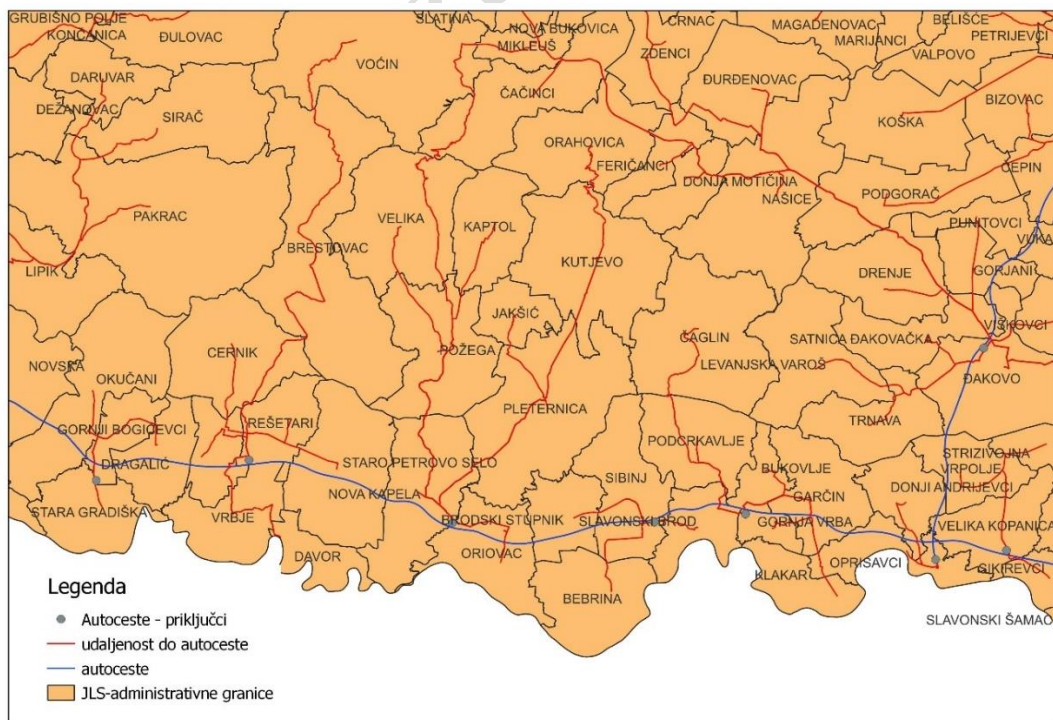 GRUBIŠNO POLJE
KONČANICA
ĐULOVAC
SLATINA
NOVA BUKOVICA
MIKLEUŠ
CRNAC
ZDENCI
MAGADENOVAC
MARIJANCI
BELIŠĆE
PETRIJEVCI
VALPOVO
DARUVAR
DEŽANOVAC
SIRAČ
VOĆIN
ČAČINCI
ĐURĐENOVAC
KOŠKA
BIZOVAC
ORAHOVICA
FERIČANCI
DONJA MOTIČINA
NAŠICE
ČEPIN
PODGORAČ
PAKRAC
VELIKA
KAPTOL
PUNITOVCI
VUKA
BRESTOVAC
LIPIK
KUTJEVO
DRENJE
GORJANI
JAKŠIĆ
VIŠKOVCI
CERNIK
POŽEGA
ČAGLIN
SATNICA ĐAKOVAČKA
NOVSKA
OKUČANI
LEVANJSKA VAROŠ
ĐAKOVO
GORNJI BOGIĆEVCI
REŠETARI
PLETERNICA
TRNAVA
DRAGALIĆ
STARO PETROVO SELO
PODCRKAVLJE
STRIZIVOJNA
VRPOLJE
SIBINJ
BUKOVLJE
DONJI ANDRIJEVCI
NOVA KAPELA
GARČIN
STARA GRADIŠKA
VRBJE
BRODSKI STUPNIK
SLAVONSKI BROD
GORNJA VRBA
VELIKA KOPANICA
DAVOR
ORIOVAC
OPRISAVCI
SIKIREVCI
KLAKAR
BEBRINA
SLAVONSKI ŠAMAC
Legenda
Autoceste - priključci
udaljenost do autoceste
autoceste
JLS-administrativne granice